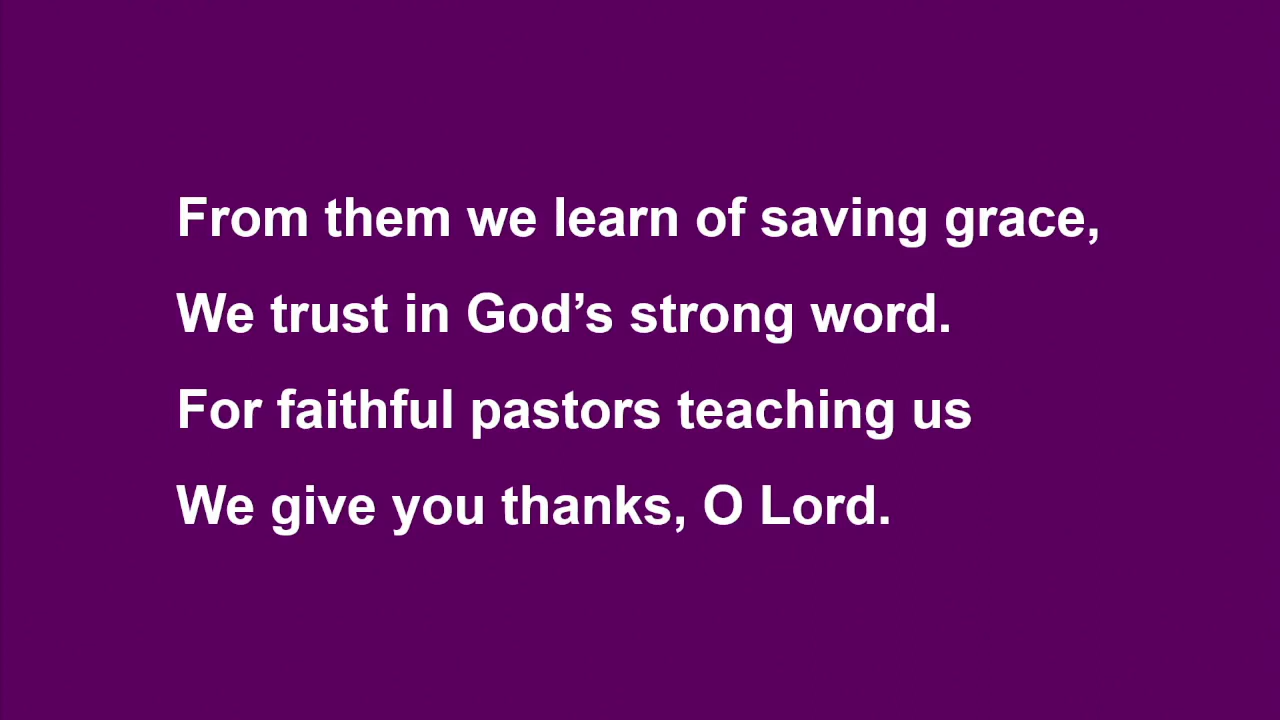 From them we learn of saving grace,
We trust in God’s strong word.
For faithful pastors teaching us
We give you thanks, O Lord.